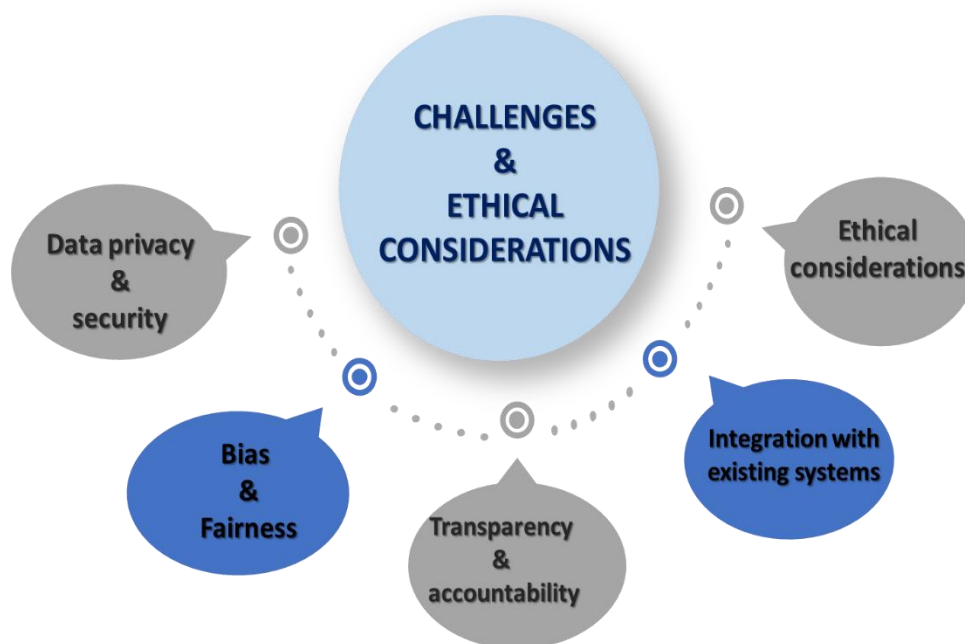 CHALLENGES
&
ETHICAL
CONSIDERATIONS
Data privacy
&
security
Bias
&
Fairness
Transparency
&
accountability
Integration with
existing systems
Ethical
considerations